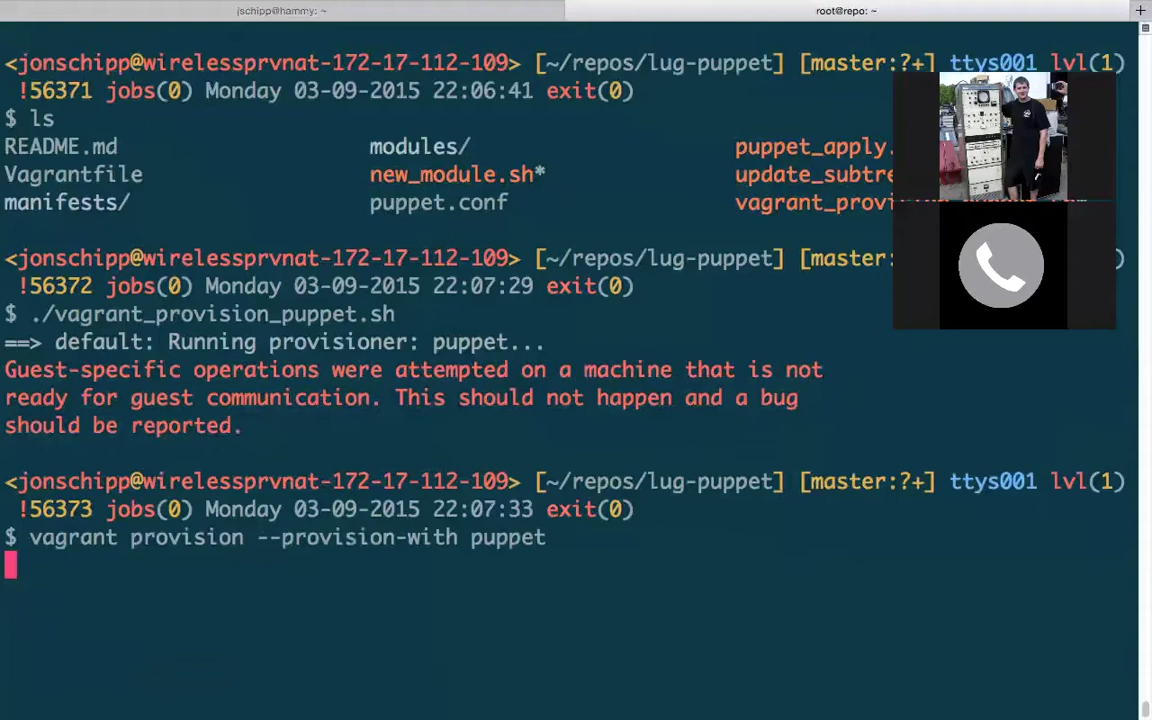 jschipp@hammy: ~
root@repo: ~
<jonschipp@wirelessprvnat-172-17-112-109> [~/repos/lug-puppet] [master:?+] ttys001 lvl(1)
!56371 jobs(0) Monday 03-09-2015 22:06:41 exit(0)
$ ls
README.md modules/ puppet_apply.
Vagrantfile new_module.sh* update_subtre
manifests/ puppet.conf vagrant_provi
<jonschipp@wirelessprvnat-172-17-112-109> [~/repos/lug-puppet] [master: )
!56372 jobs(0) Monday 03-09-2015 22:07:29 exit(0)
$ ./vagrant_provision_puppet.sh
==> default: Running provisioner: puppet...
Guest-specific operations were attempted on a machine that is not
ready for guest communication. This should not happen and a bug
should be reported.
<jonschipp@wirelessprvnat-172-17-112-109> [~/repos/lug-puppet] [master:?+] ttys001 lvl(1)
!56373 jobs(0) Monday 03-09-2015 22:07:33 exit(0)
$ vagrant provision --provision-with puppet